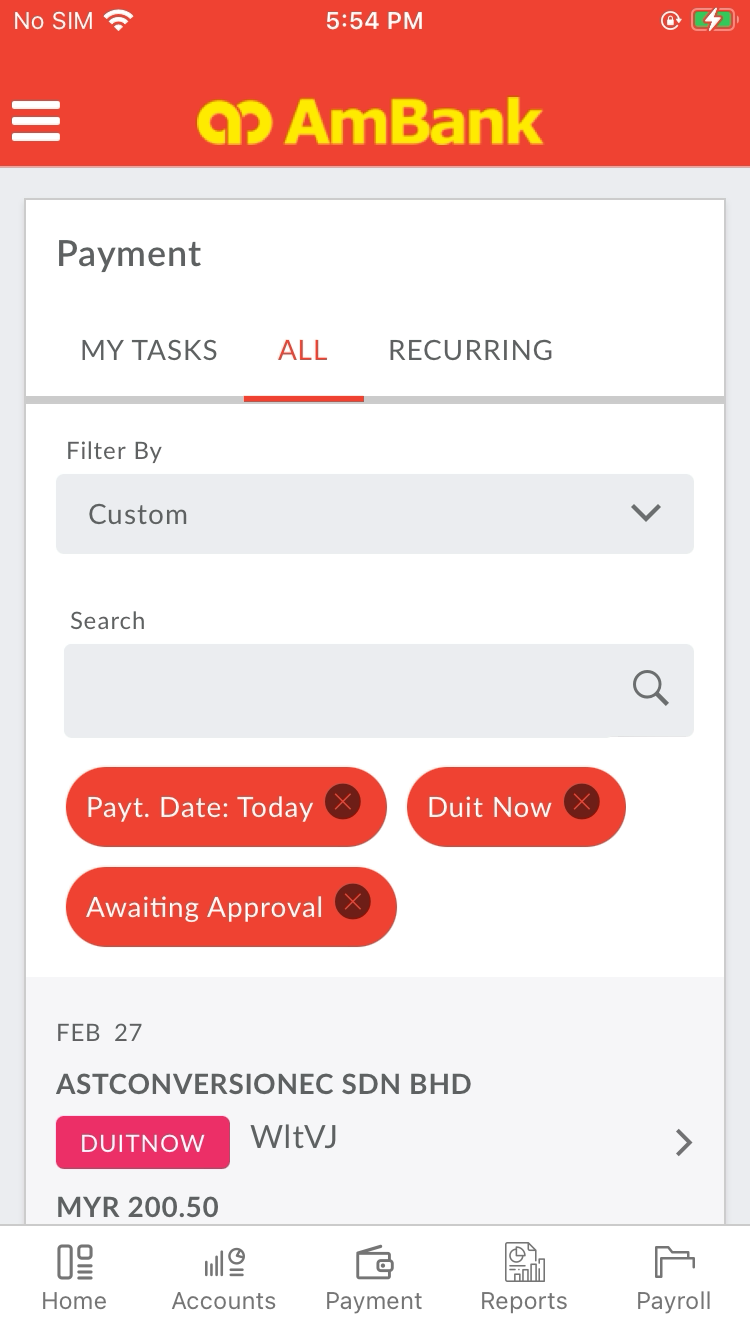 No SIM 5:54 PM
AmBank
Payment
MY TASKS ALL RECURRING
Filter By
Custom
Search
Payt. Date: Today Duit Now
Awaiting Approval
FEB 27
ASTCONVERSIONEC SDN BHD
DUITNOW WltVJ
MYR 200.50
Home Accounts Payment Reports Payroll